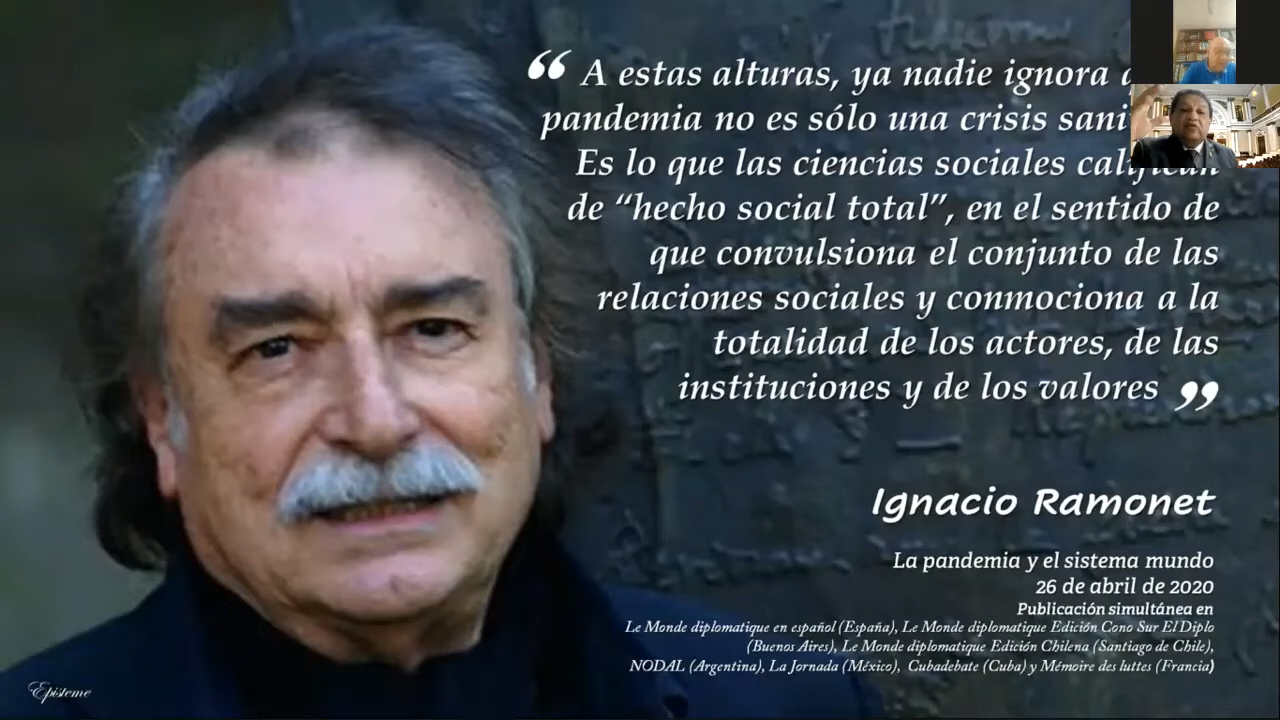 “ A estas alturas, ya nadie ignora
pandemia no es sólo una crisis
Es lo que las ciencias sociales califican
de “hecho social total”, en el sentido de
que convulsiona el conjunto de las
relaciones sociales y conmociona a la
totalidad de los actores, de las
instituciones y de los valores ”
Ignacio Ramonet
La pandemia y el sistema mundo
26 de abril de 2020
Publicación simultánea en
Le Monde diplomatique en español (España), Le Monde diplomatique Edición Cono Sur El Diplo
(Buenos Aires), Le Monde diplomatique Edición Chilena (Santiago de Chile),
NODAL (Argentina), La Jornada (México), Cubadebate (Cuba) y Mémoire des luttes (Francia)
Episteme